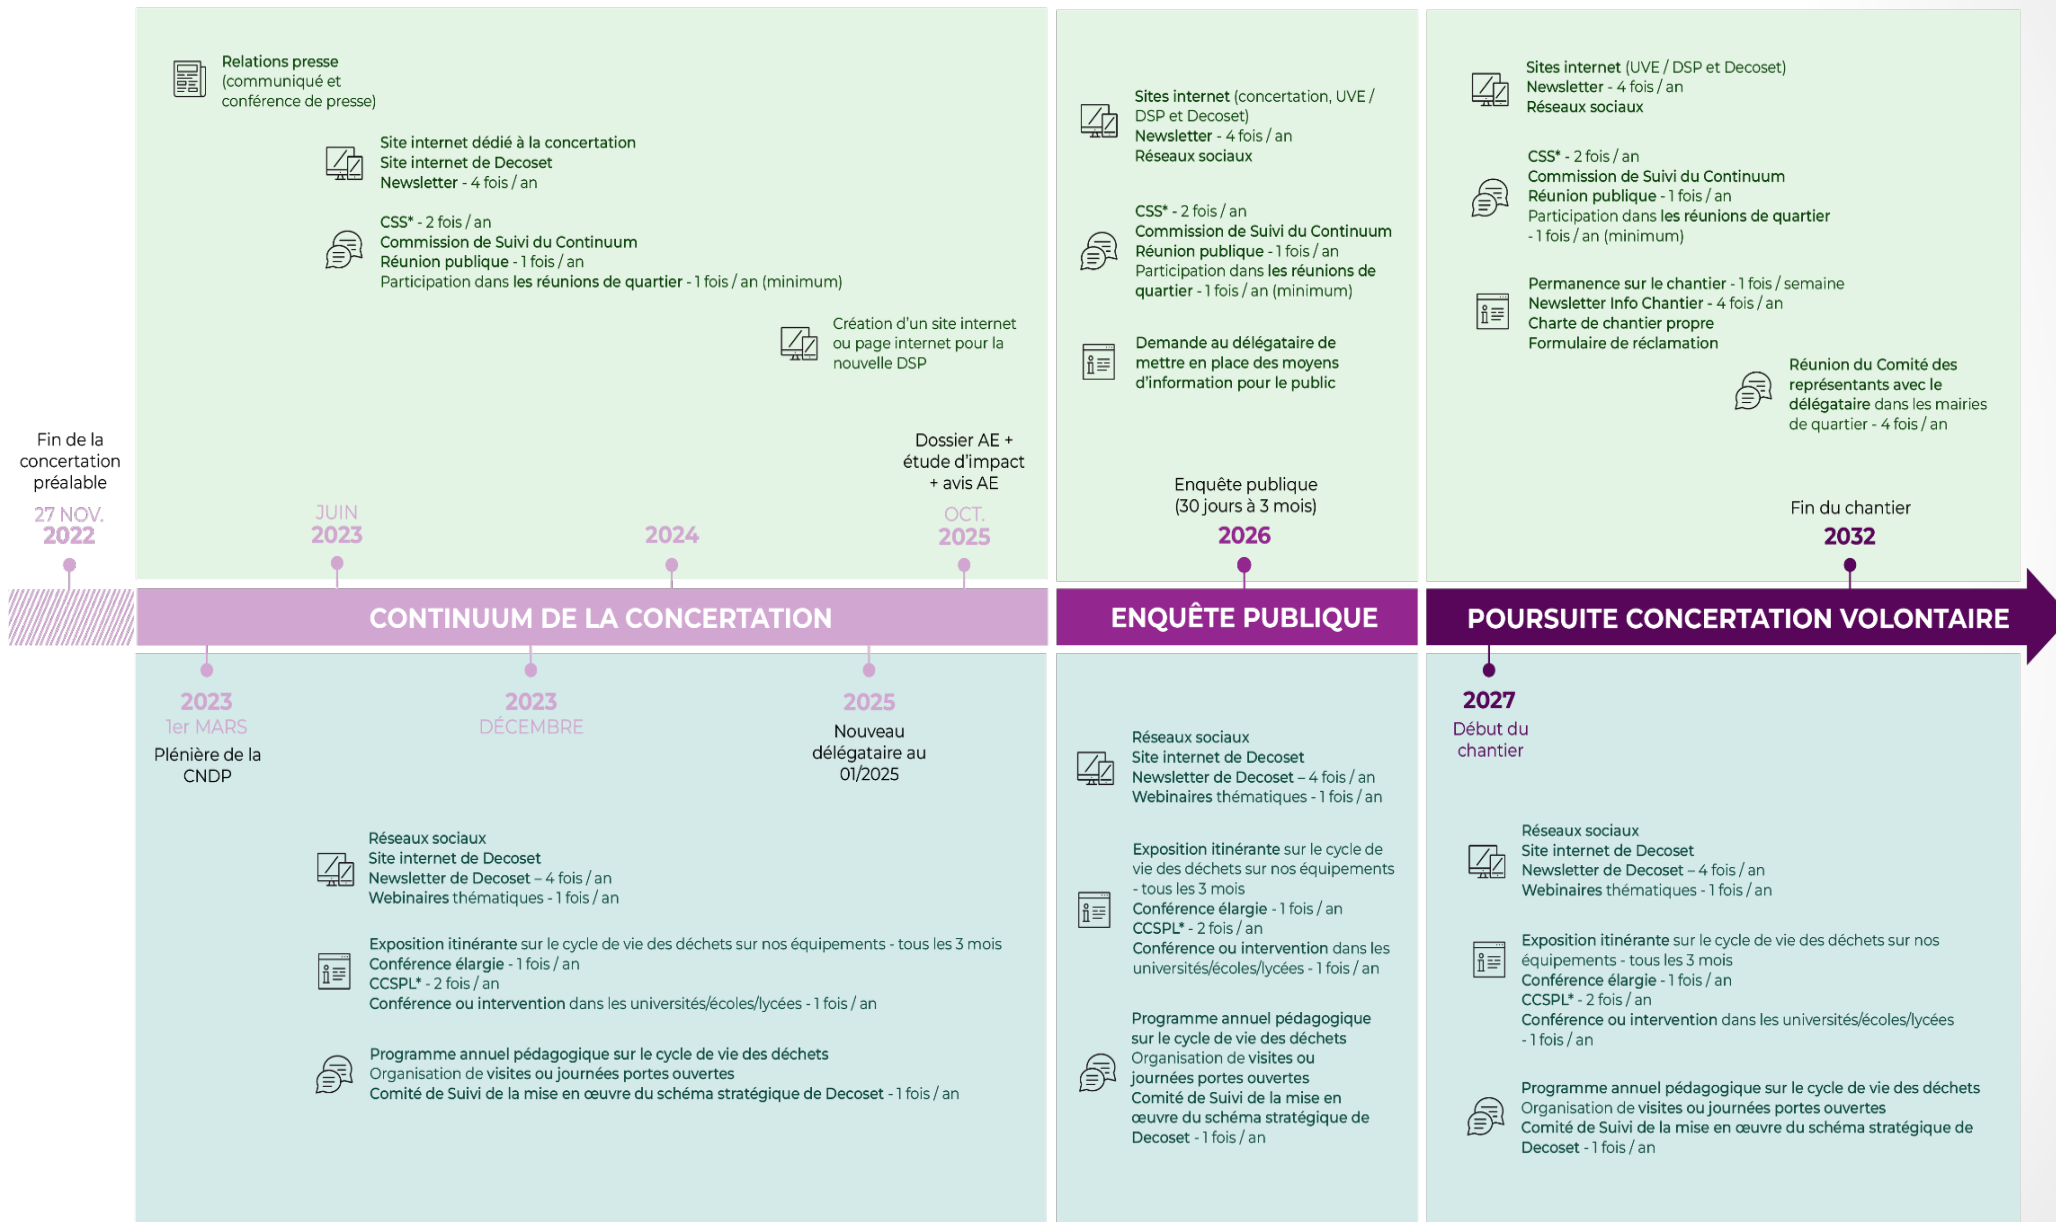 Relations presse
(communiqué et
conférence de presse)
Site internet dédié à la concertation
Site internet de Decoset
Newsletter - 4 fois / an
CSS* - 2 fois / an
Commission de Suivi du Continuum
Réunion publique - 1 fois / an
Participation dans les réunions de quartier - 1 fois / an (minimum)
Création d'un site internet
ou page internet pour la
nouvelle DSP
Fin de la
concertation
préalable
27 NOV.
2022
JUIN
2023
2024
Dossier AE +
étude d'impact
+ avis AE
OCT.
2025
Sites internet (concertation, UVE /
DSP et Decoset)
Newsletter - 4 fois / an
Réseaux sociaux
CSS* - 2 fois / an
Commission de Suivi du Continuum
Réunion publique - 1 fois / an
Participation dans les réunions de
quartier - 1 fois / an (minimum)
Demande au délégataire de
mettre en place des moyens
d'information pour le public
Enquête publique
(30 jours à 3 mois)
2026
Sites internet (UVE / DSP et Decoset)
Newsletter - 4 fois / an
Réseaux sociaux
CSS* - 2 fois / an
Commission de Suivi du Continuum
Réunion publique - 1 fois / an
Participation dans les réunions de quartier
- 1 fois / an (minimum)
Permanence sur le chantier - 1 fois / semaine
Newsletter Info Chantier - 4 fois / an
Charte de chantier propre
Formulaire de réclamation
Réunion du Comité des
représentants avec le
délégataire dans les mairies
de quartier - 4 fois / an
Fin du chantier
2032
CONTINUUM DE LA CONCERTATION
ENQUÊTE PUBLIQUE
POURSUITE CONCERTATION VOLONTAIRE
2023
1er MARS
Plénière de la
CNDP
2023
DÉCEMBRE
2025
Nouveau
délégataire au
01/2025
Réseaux sociaux
Site internet de Decoset
Newsletter de Decoset – 4 fois / an
Webinaires thématiques - 1 fois / an
Exposition itinérante sur le cycle de vie des déchets sur nos équipements - tous les 3 mois
Conférence élargie - 1 fois / an
CCSPL* - 2 fois / an
Conférence ou intervention dans les universités/écoles/lycées - 1 fois / an
Programme annuel pédagogique sur le cycle de vie des déchets
Organisation de visites ou journées portes ouvertes
Comité de Suivi de la mise en œuvre du schéma stratégique de Decoset - 1 fois / an
Réseaux sociaux
Site internet de Decoset
Newsletter de Decoset – 4 fois / an
Webinaires thématiques - 1 fois / an
Exposition itinérante sur le cycle de
vie des déchets sur nos équipements
- tous les 3 mois
Conférence élargie - 1 fois / an
CCSPL* - 2 fois / an
Conférence ou intervention dans les
universités/écoles/lycées - 1 fois / an
Programme annuel pédagogique
sur le cycle de vie des déchets
Organisation de visites ou
journées portes ouvertes
Comité de Suivi de la mise en
œuvre du schéma stratégique de
Decoset - 1 fois / an
2027
Début du
chantier
Réseaux sociaux
Site internet de Decoset
Newsletter de Decoset – 4 fois / an
Webinaires thématiques - 1 fois / an
Exposition itinérante sur le cycle de vie des déchets sur nos
équipements - tous les 3 mois
Conférence élargie - 1 fois / an
CCSPL* - 2 fois / an
Conférence ou intervention dans les universités/écoles/lycées
- 1 fois / an
Programme annuel pédagogique sur le cycle de vie des déchets
Organisation de visites ou journées portes ouvertes
Comité de Suivi de la mise en œuvre du schéma stratégique de
Decoset - 1 fois / an